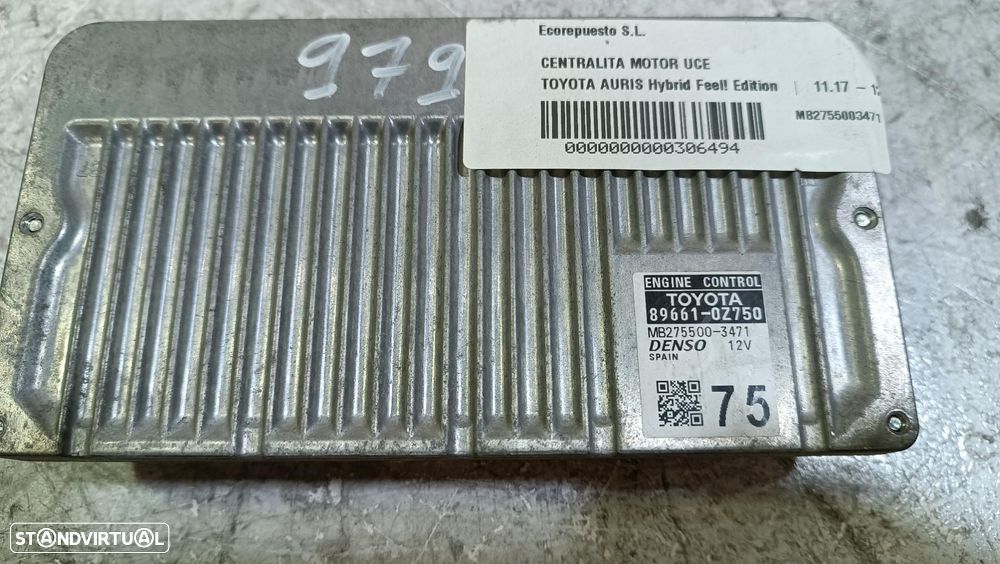 979
Ecorepuesto S.L.
CENTRALITA MOTOR UCE
TOYOTA AURIS Hybrid Feel! Edition | 11.17 - 12
MB2755003471
0000000000306494
ENGINE CONTROL
TOYOTA
89661-0Z750
MB275500-3471
DENSO 12V
SPAIN
75
STANDVIRTUAL